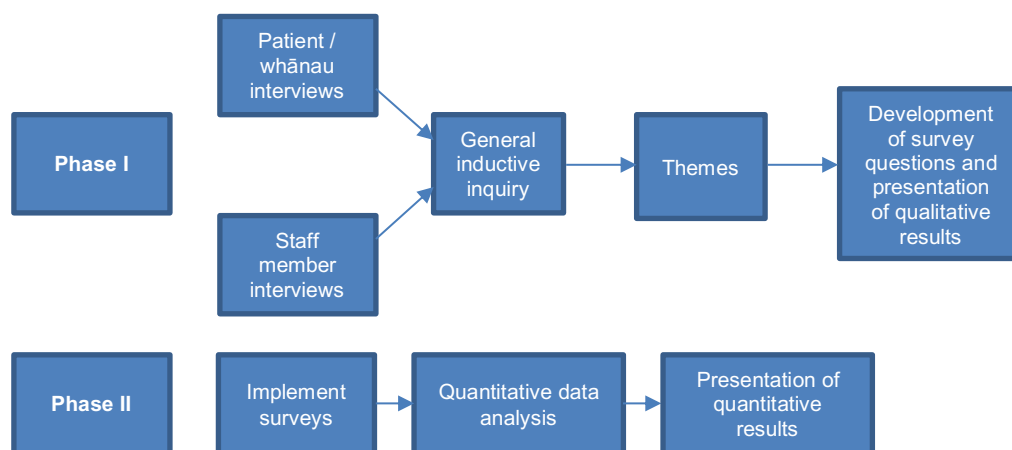 Phase I
Patient /
whānau
interviews
Staff
member
interviews
General
inductive
inquiry
Themes
Development
of survey
questions and
presentation
of qualitative
results
Phase II
Implement
surveys
Quantitative data
analysis
Presentation of
quantitative
results